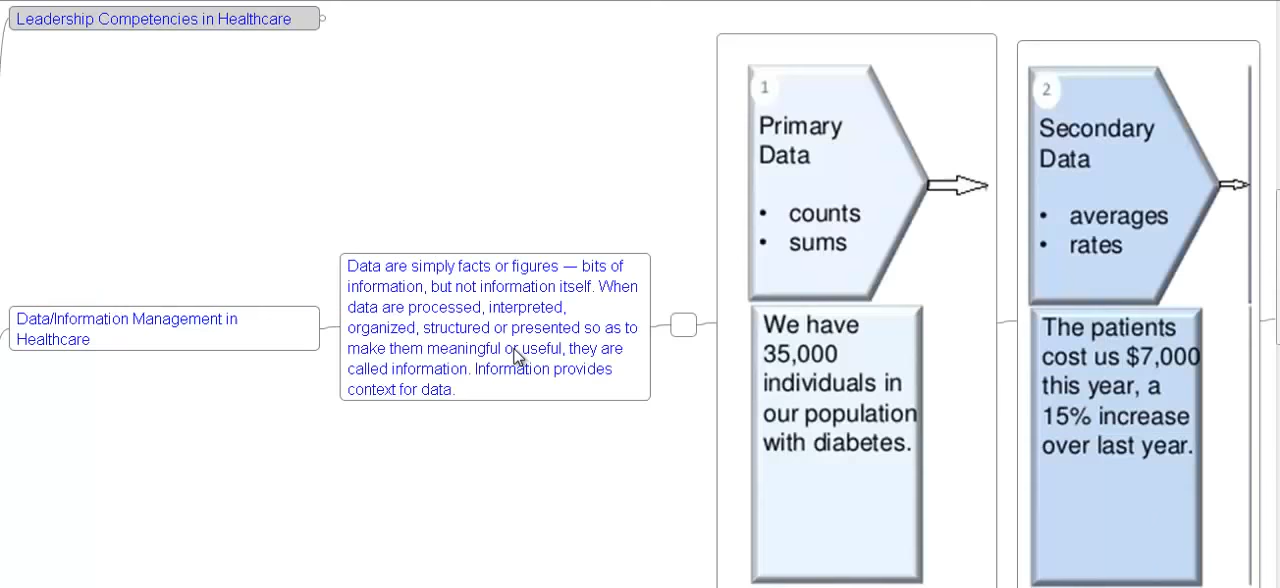 Leadership Competencies in Healthcare
Data/Information Management in
Healthcare
Data are simply facts or figures — bits of
information, but not information itself. When
data are processed, interpreted,
organized, structured or presented so as to
make them meaningful or useful, they are
called information. Information provides
context for data.
1
Primary
Data
• counts
• sums
We have
35,000
individuals in
our population
with diabetes.
2
Secondary
Data
• averages
• rates
The patients
cost us $7,000
this year, a
15% increase
over last year.